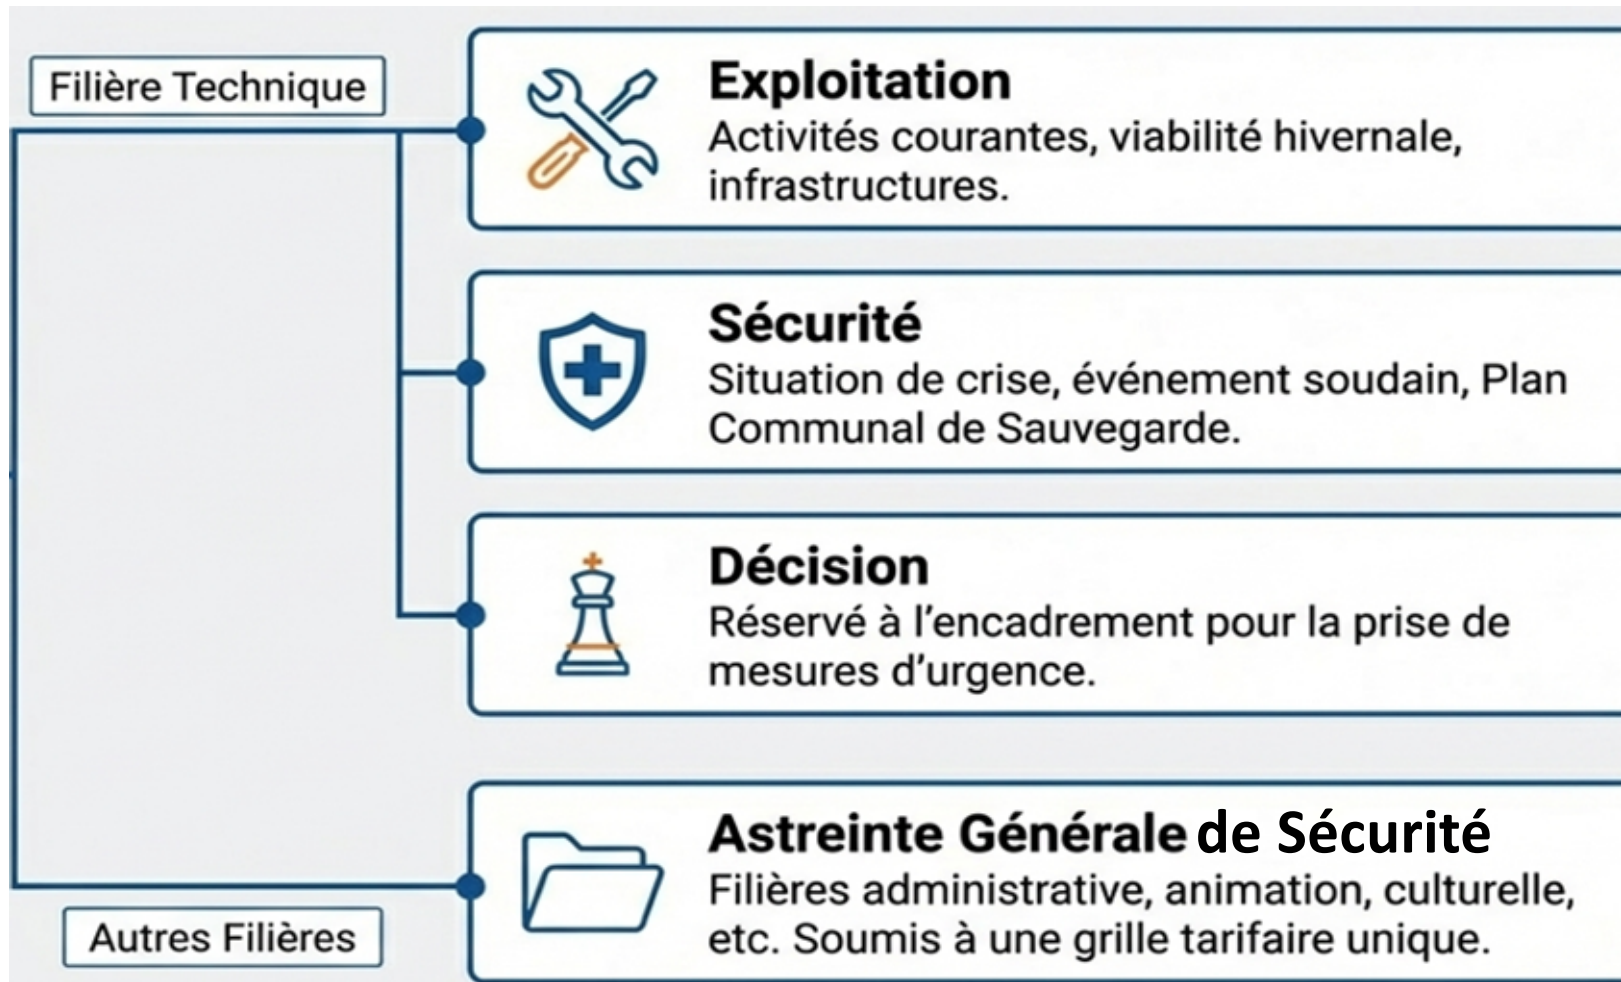 Filière Technique
Exploitation
Activités courantes, viabilité hivernale,
infrastructures.
Sécurité
Situation de crise, événement soudain, Plan
Communal de Sauvegarde.
Décision
Réservé à l’encadrement pour la prise de
mesures d’urgence.
Autres Filières
Astreinte Générale de Sécurité
Filières administrative, animation, culturelle,
etc. Soumis à une grille tarifaire unique.